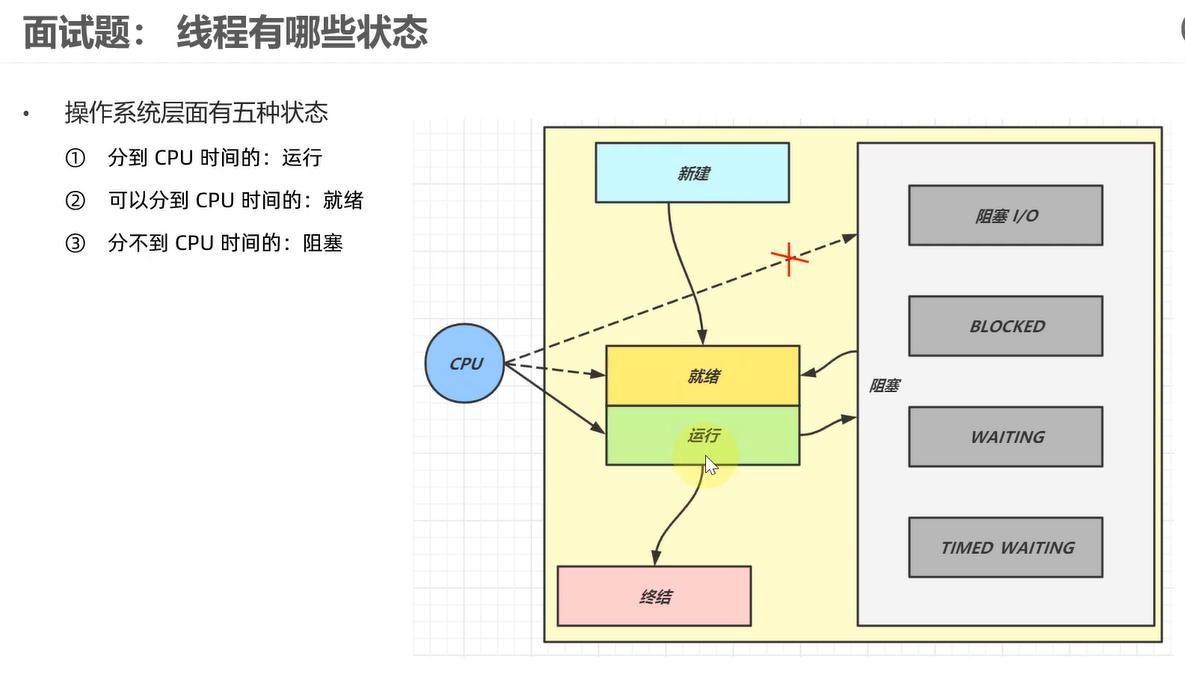 面试题： 线程有哪些状态
• 操作系统层面有五种状态
① 分到 CPU 时间的：运行
② 可以分到 CPU 时间的：就绪
③ 分不到 CPU 时间的：阻塞
新建
阻塞 I/O
BLOCKED
CPU
就绪
阻塞
运行
WAITING
TIMED WAITING
终结